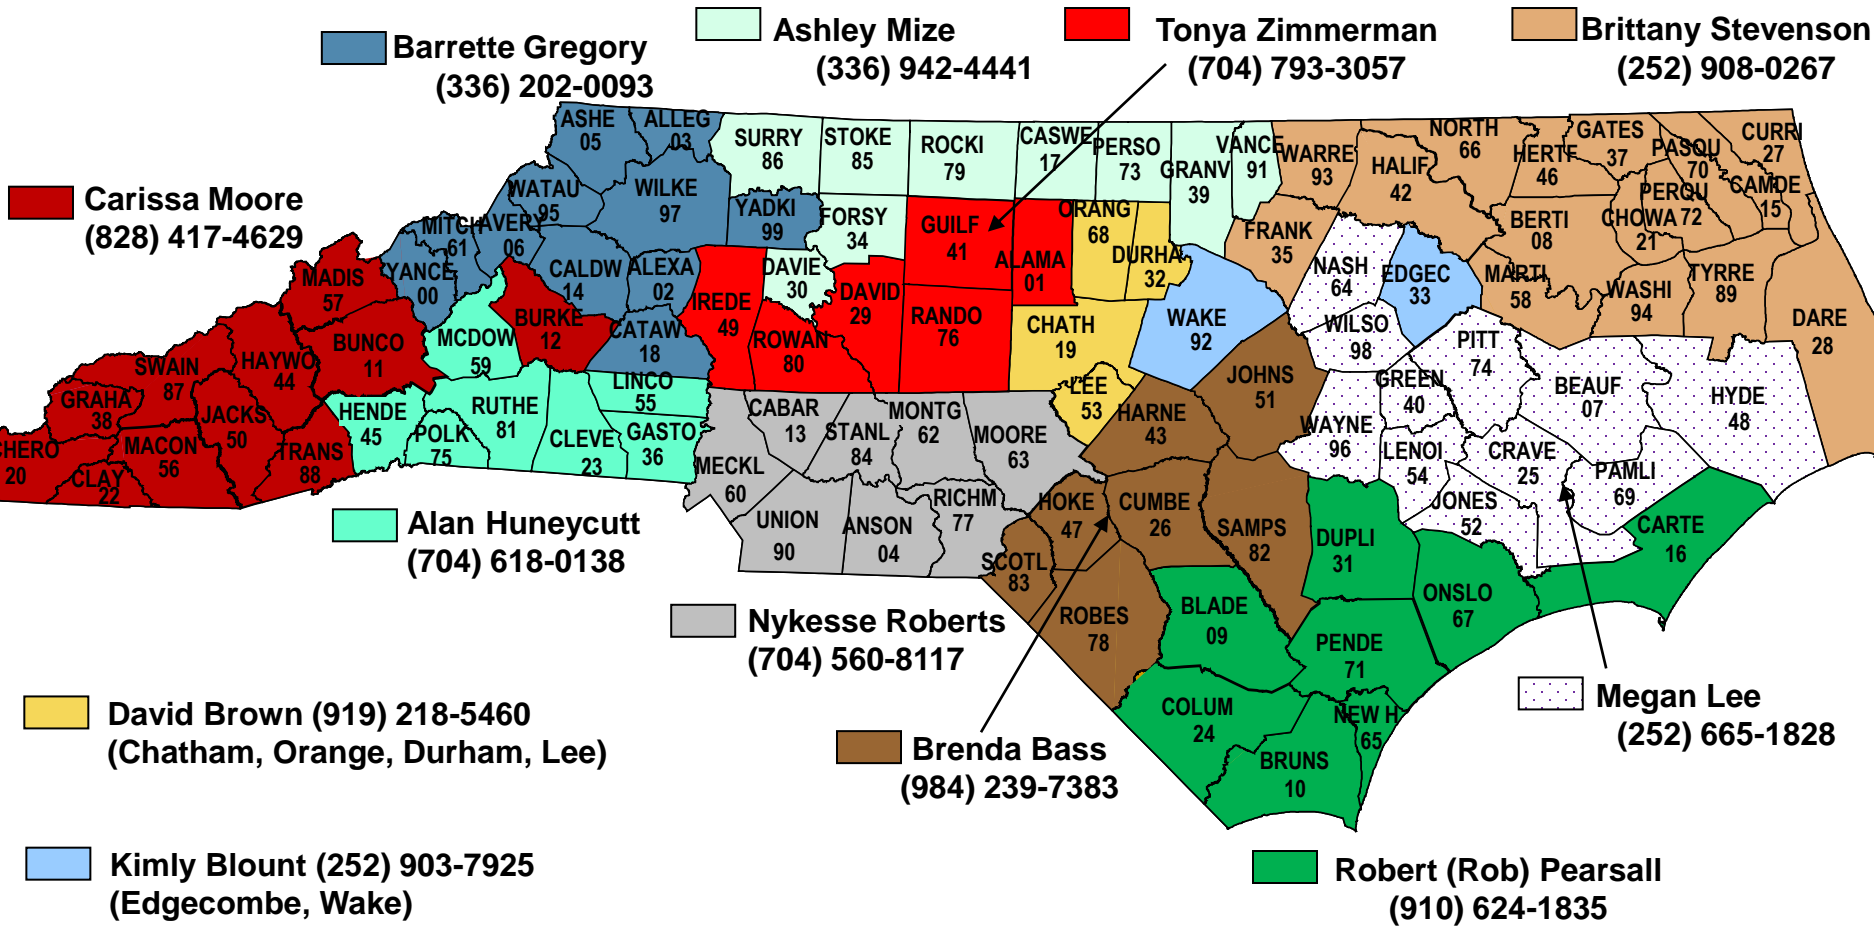 Barrette Gregory
(336) 202-0093
Ashley Mize
(336) 942-4441
Tonya Zimmerman
(704) 793-3057
Brittany Stevenson
(252) 908-0267
Carissa Moore
(828) 417-4629
ASHE
05
ALLEG
03
SURRY
86
STOKE
85
ROCKI
79
CASWE
17
PERSO
73
GRANV
39
VANCE
91
WARRE
93
HALIF
42
NORTH
66
HERTF
46
GATES
37
PASQU
70
CURRI
27
CAMDE
15
PERQU
72
CHOWA
21
BERTI
08
WATAU
95
WILKE
97
YADKI
99
FORSY
34
GUILF
41
ALAMA
01
ORANG
68
DURHA
32
FRANK
35
NASH
64
EDGEC
33
MARTI
58
WASHI
94
TYRRE
89
DARE
28
MITCH
61
AVERY
06
YANCE
00
CALDW
14
ALEXA
02
IREDE
49
DAVIE
30
DAVID
29
RANDO
76
CHATH
19
WAKE
92
WILSO
98
PITT
74
BEAUF
07
HYDE
48
MADIS
57
BUNCO
11
MCDOW
59
BURKE
12
CATAW
18
ROWAN
80
LEE
53
HARNE
43
JOHNS
51
GREEN
40
WAYNE
96
LENOI
54
CRAVE
25
PAMLI
69
JONES
52
CARTE
16
SWAIN
87
HAYWO
44
GRAHA
38
JACKS
50
CHERO
20
MACON
56
CLAY
22
TRANS
88
HENDE
45
POLK
75
RUTHE
81
CLEVE
23
LINCO
55
GASTO
36
MECKL
60
CABAR
13
STANL
84
MONTG
62
MOORE
63
UNION
90
ANSON
04
RICHM
77
HOKE
47
SCOTL
83
CUMBE
26
SAMPS
82
DUPLI
31
ONSLO
67
ROBES
78
BLADE
09
PENDE
71
COLUM
24
NEW H
65
BRUNS
10
Alan Huneycutt
(704) 618-0138
Nykesse Roberts
(704) 560-8117
Megan Lee
(252) 665-1828
David Brown (919) 218-5460
(Chatham, Orange, Durham, Lee)
Brenda Bass
(984) 239-7383
Kimly Blount (252) 903-7925
(Edgecombe, Wake)
Robert (Rob) Pearsall
(910) 624-1835